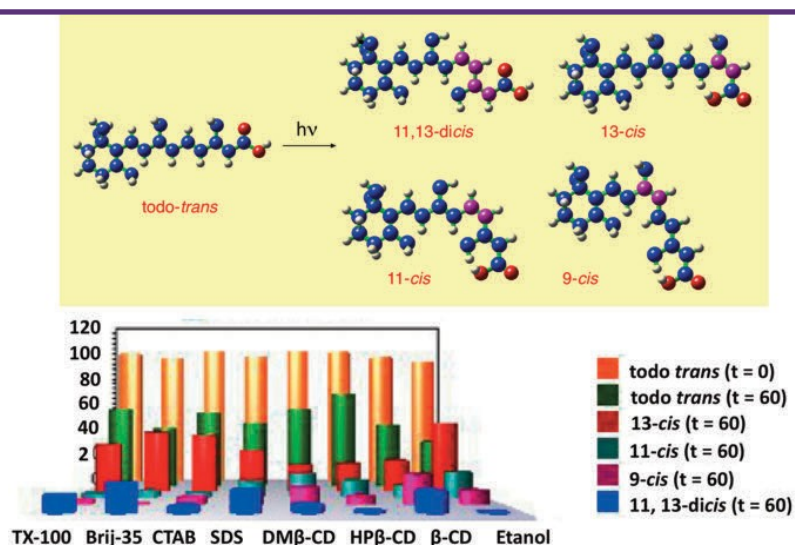 hν
11,13-dicis
13-cis
todo-trans
11-cis
9-cis
120
100
80
60
40
2
0
todo trans (t = 0)
todo trans (t = 60)
13-cis (t = 60)
11-cis (t = 60)
9-cis (t = 60)
11, 13-dicis (t = 60)
TX-100 Brij-35 CTAB SDS DMβ-CD HPβ-CD β-CD Etanol